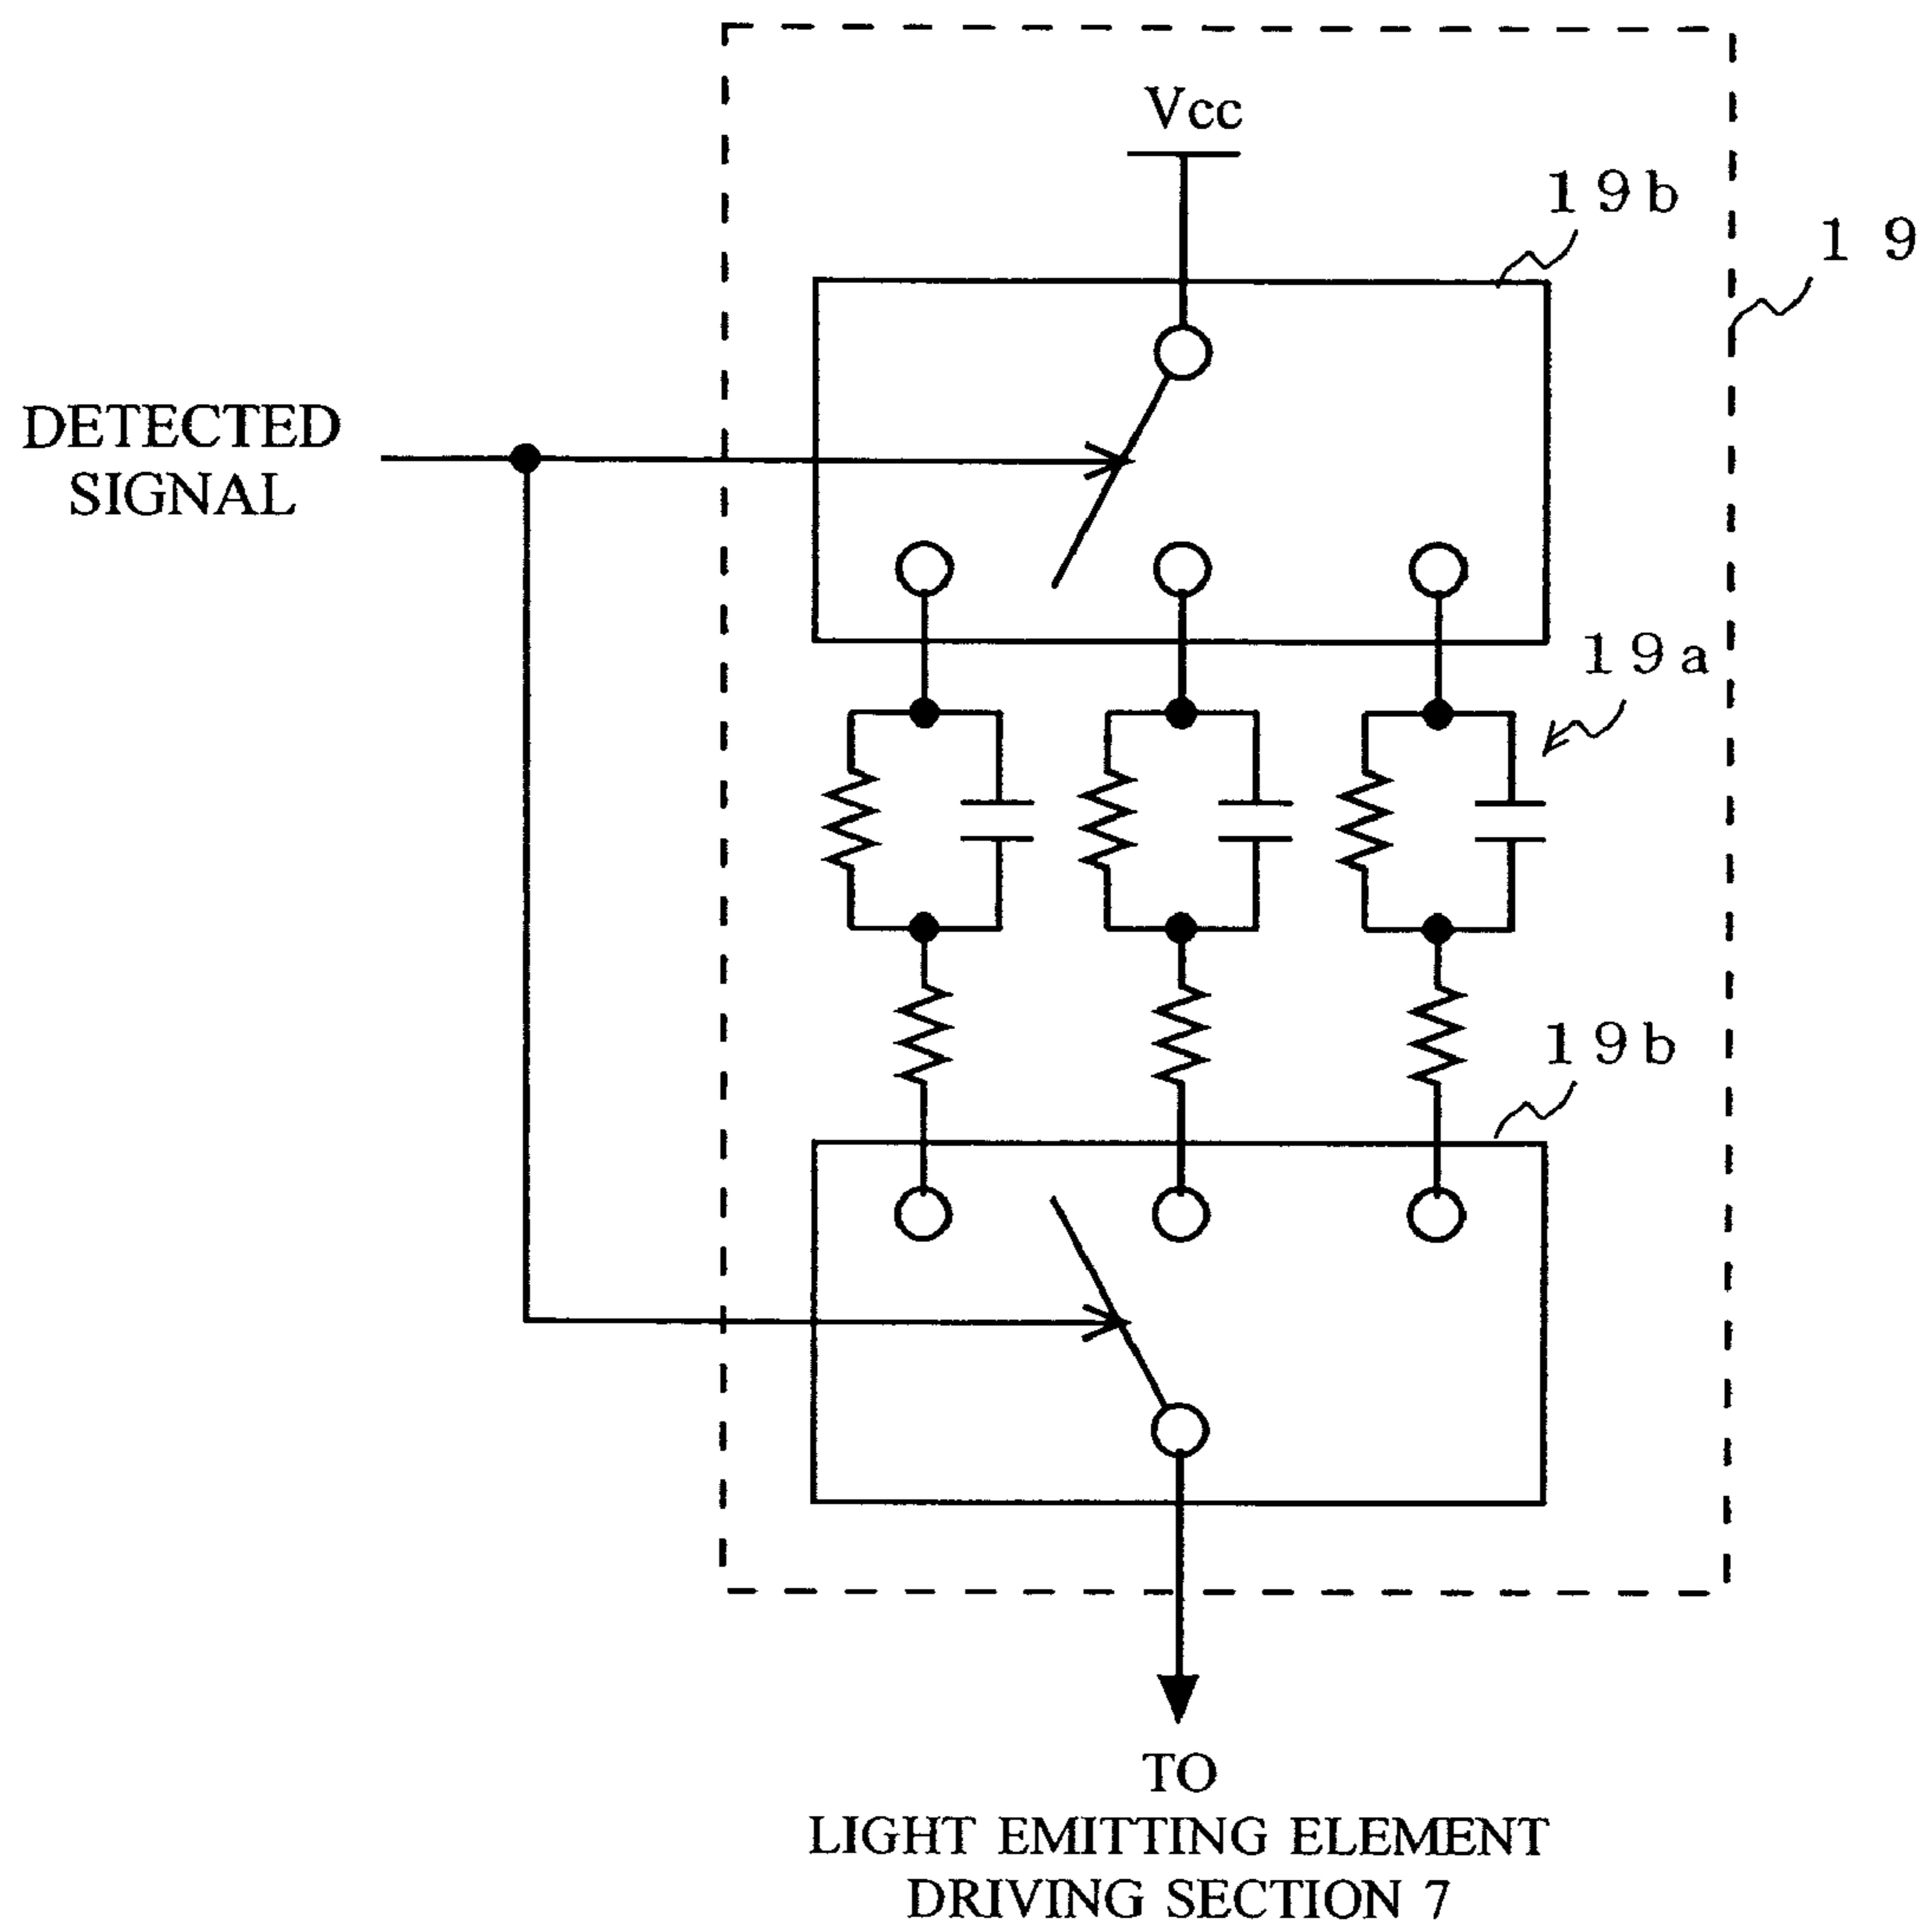 Vcc
19b
19
DETECTED
SIGNAL
19a
19b
TO
LIGHT EMITTING ELEMENT
DRIVING SECTION 7